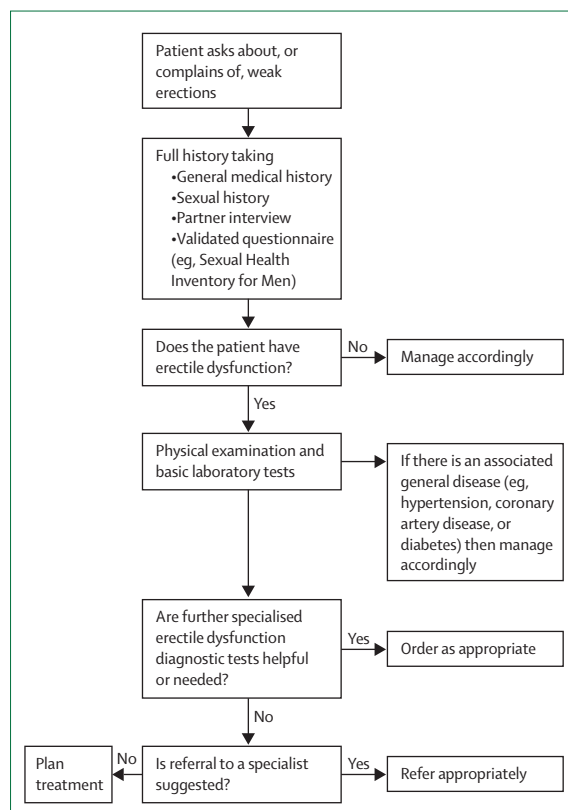 Patient asks about, or
complains of, weak
erections
Full history taking
•General medical history
•Sexual history
•Partner interview
•Validated questionnaire
(eg, Sexual Health
Inventory for Men)
Does the patient have
erectile dysfunction?
No
Manage accordingly
Yes
Physical examination and
basic laboratory tests
If there is an associated
general disease (eg,
hypertension, coronary
artery disease, or
diabetes) then manage
accordingly
Are further specialised
erectile dysfunction
diagnostic tests helpful
or needed?
Yes
Order as appropriate
No
Plan
treatment
No
Is referral to a specialist
suggested?
Yes
Refer appropriately